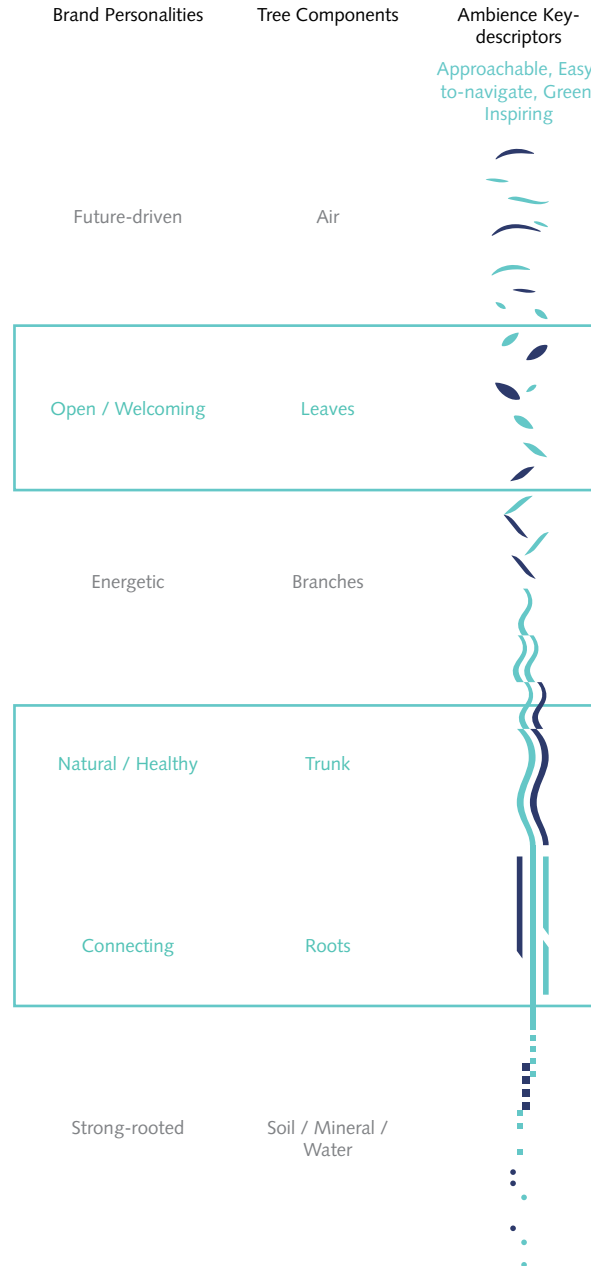 Brand Personalities
Tree Components
Ambience Key-
descriptors
Approachable, Easy-
to-navigate, Green
Inspiring
Future-driven
Air
Open / Welcoming
Leaves
Energetic
Branches
Natural / Healthy
Trunk
Connecting
Roots
Strong-rooted
Soil / Mineral /
Water